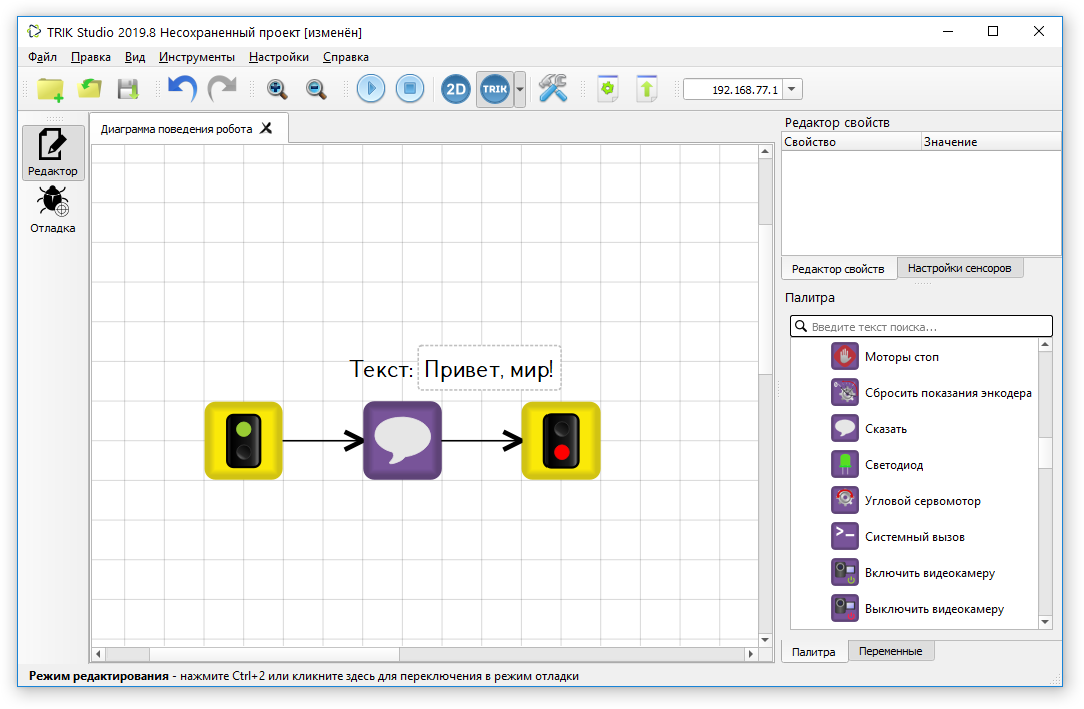 TRIK Studio 2019.8 Несохраненный проект [изменён]
Файл Правка Вид Инструменты Настройки Справка
2D TRIK 192.168.77.1
Редактор
Отладка
Диаграмма поведения робота
Текст: Привет, мир!
Редактор свойств
Свойство Значение
Редактор свойств Настройки сенсоров
Палитра
Введите текст поиска...
Моторы стоп
Сбросить показания энкодера
Сказать
Светодиод
Угловой сервомотор
Системный вызов
Включить видеокамеру
Выключить видеокамеру
Палитра Переменные
Режим редактирования - нажмите Ctrl+2 или кликните здесь для переключения в режим отладки